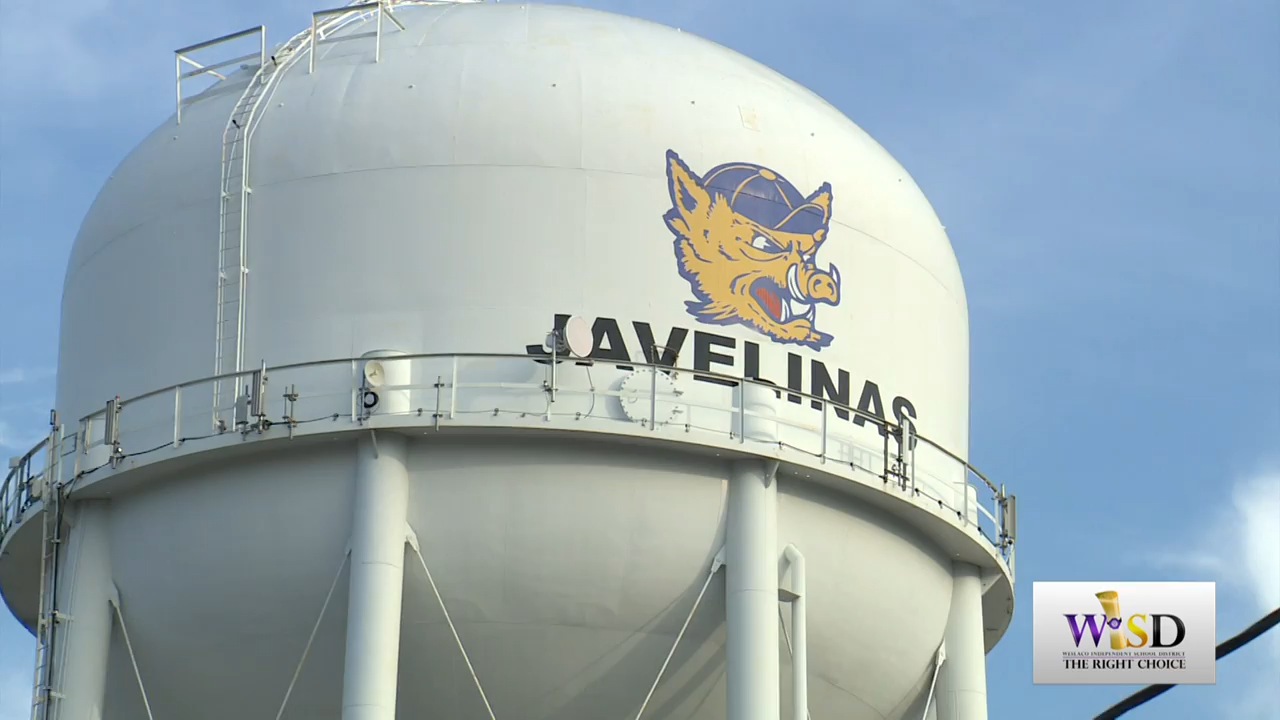 JAVELINAS
WISD
WESLACO INDEPENDENT SCHOOL DISTRICT
THE RIGHT CHOICE